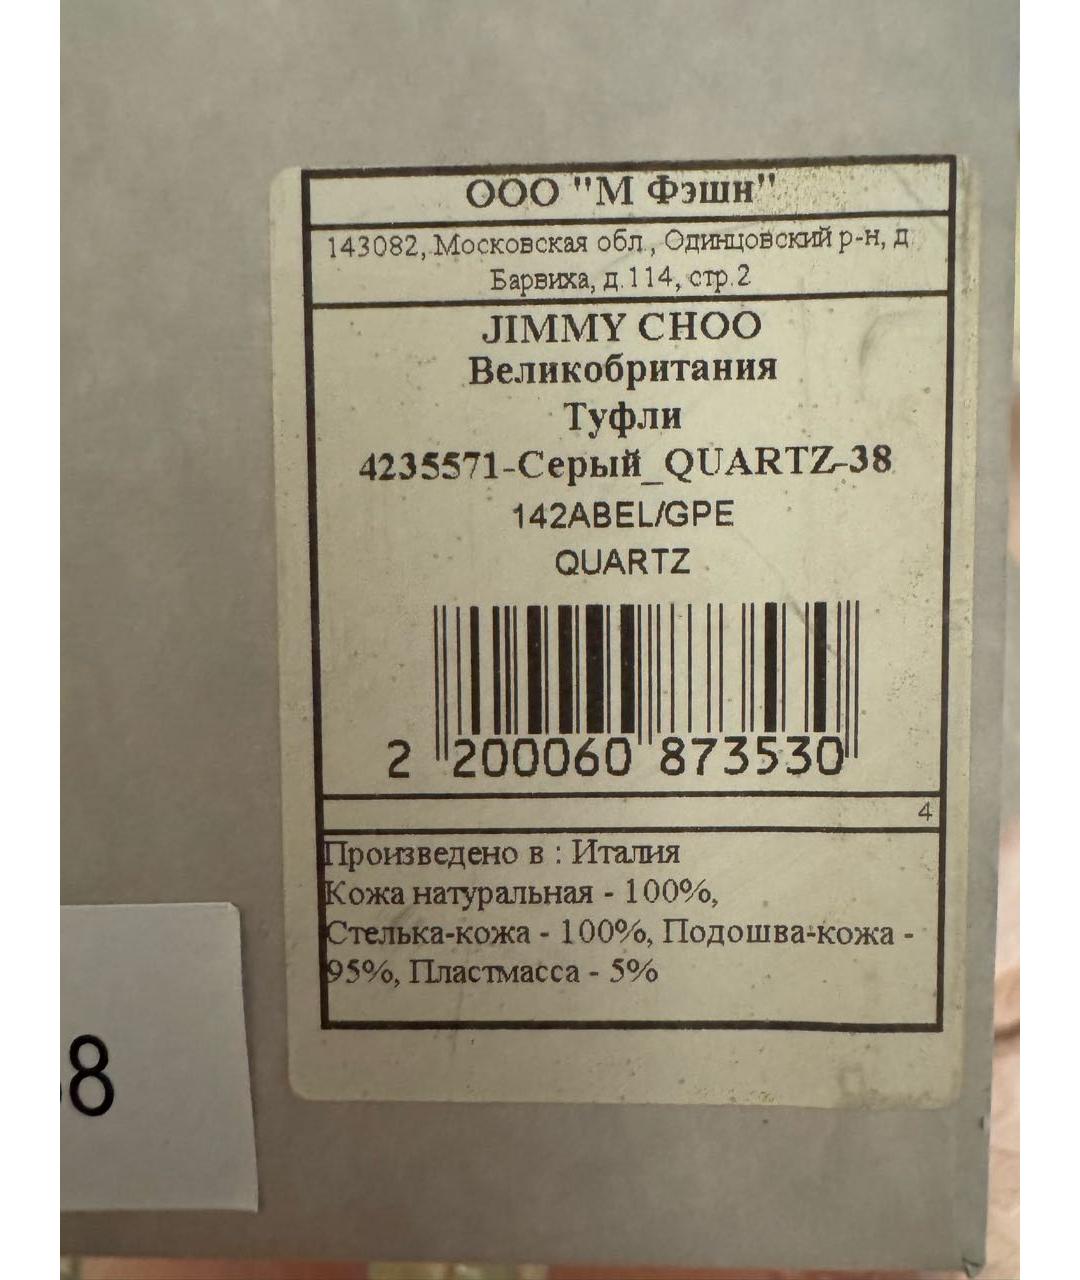 ООО "М Фэшн"
143082, Московская обл., Одинцовский р-н, д.
Барвиха, д.114, стр.2
JIMMY CHOO
Великобритания
Туфли
4235571-Серый_QUARTZ-38
142ABEL/GPE
QUARTZ
2 200060 873530
4
Произведено в : Италия
Кожа натуральная - 100%,
Стелька-кожа - 100%, Подошва-кожа -
95%, Пластмасса - 5%
8